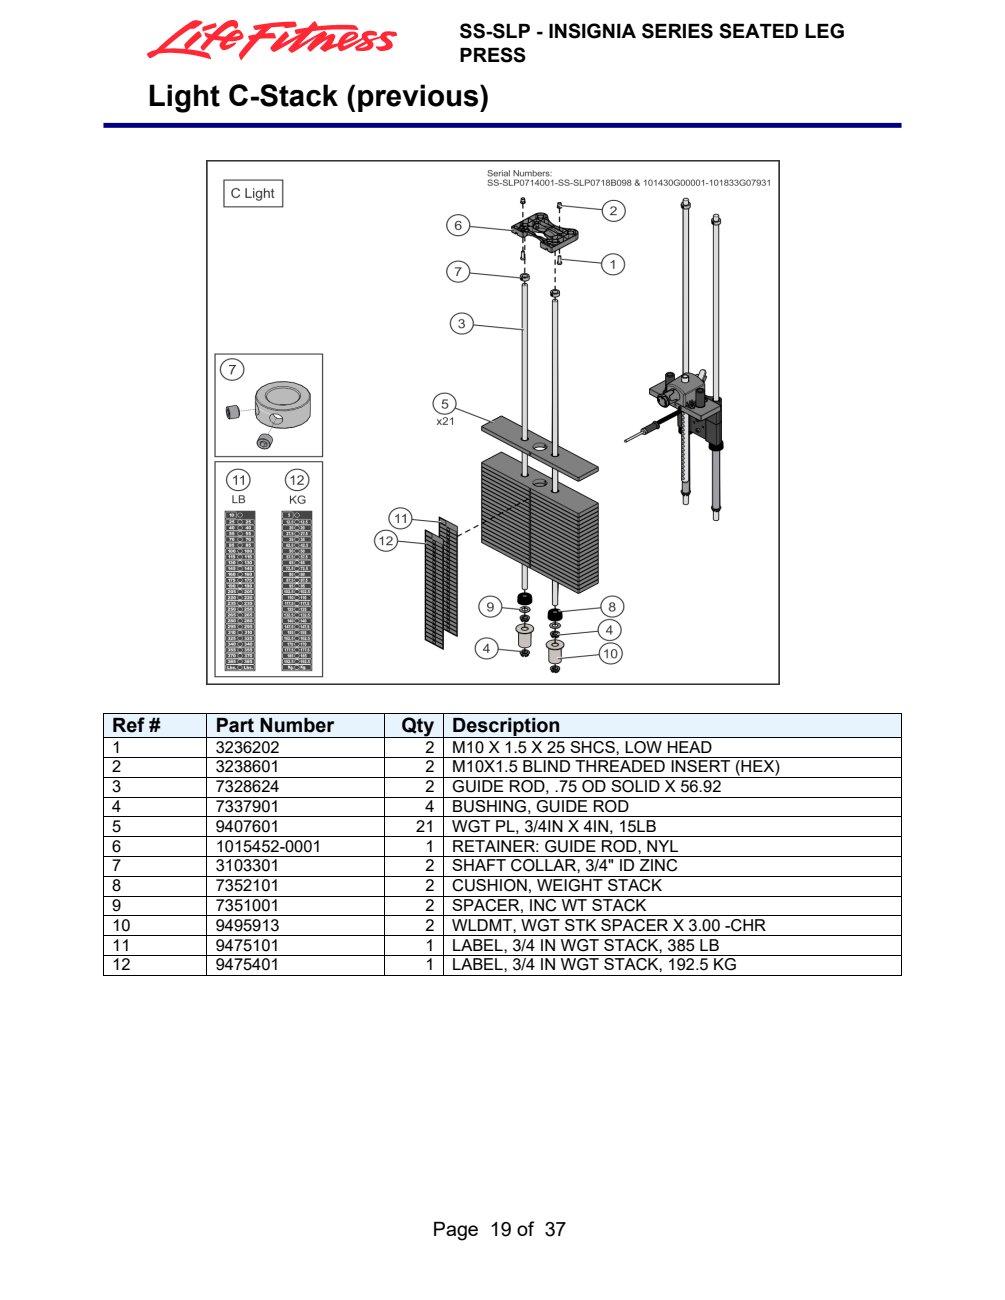 Life Fitness
SS-SLP - INSIGNIA SERIES SEATED LEG
PRESS
Light C-Stack (previous)
Serial Numbers:
SS-SLP0714001-SS-SLP0718B098 & 101430G00001-101833G07931
C Light
2
6
1
7
3
7
5
x21
11
12
LB
KG
11
12
9
8
4
4
10
Ref # Part Number Qty Description
1 3236202 2 M10 X 1.5 X 25 SHCS, LOW HEAD
2 3238601 2 M10X1.5 BLIND THREADED INSERT (HEX)
3 7328624 2 GUIDE ROD, .75 OD SOLID X 56.92
4 7337901 4 BUSHING, GUIDE ROD
5 9407601 21 WGT PL, 3/4IN X 4IN, 15LB
6 1015452-0001 1 RETAINER: GUIDE ROD, NYL
7 3103301 2 SHAFT COLLAR, 3/4" ID ZINC
8 7352101 2 CUSHION, WEIGHT STACK
9 7351001 2 SPACER, INC WT STACK
10 9495913 2 WLDMT, WGT STK SPACER X 3.00 -CHR
11 9475101 1 LABEL, 3/4 IN WGT STACK, 385 LB
12 9475401 1 LABEL, 3/4 IN WGT STACK, 192.5 KG
Page 19 of 37